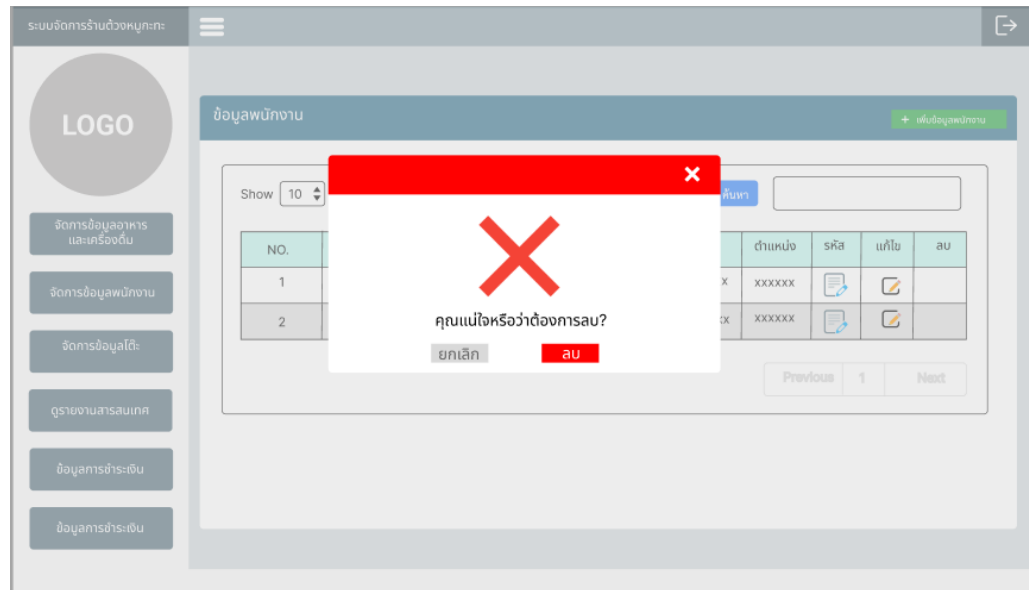 ระบบจัดการร้านต้วงหมูกะทะ
LOGO
จัดการข้อมูลอาหาร
และเครื่องดื่ม
จัดการข้อมูลพนักงาน
จัดการข้อมูลโต๊ะ
ดูรายงานสารสนเทศ
ข้อมูลการชำระเงิน
ข้อมูลการชำระเงิน
ข้อมูลพนักงาน
+ เพิ่มข้อมูลพนักงาน
Show 10
ค้นหา
NO. ตำแหน่ง รหัส แก้ไข ลบ
1 x xxxxxx
2 xx xxxxxx
คุณแน่ใจหรือว่าต้องการลบ?
ยกเลิก ลบ
Previous 1 Next